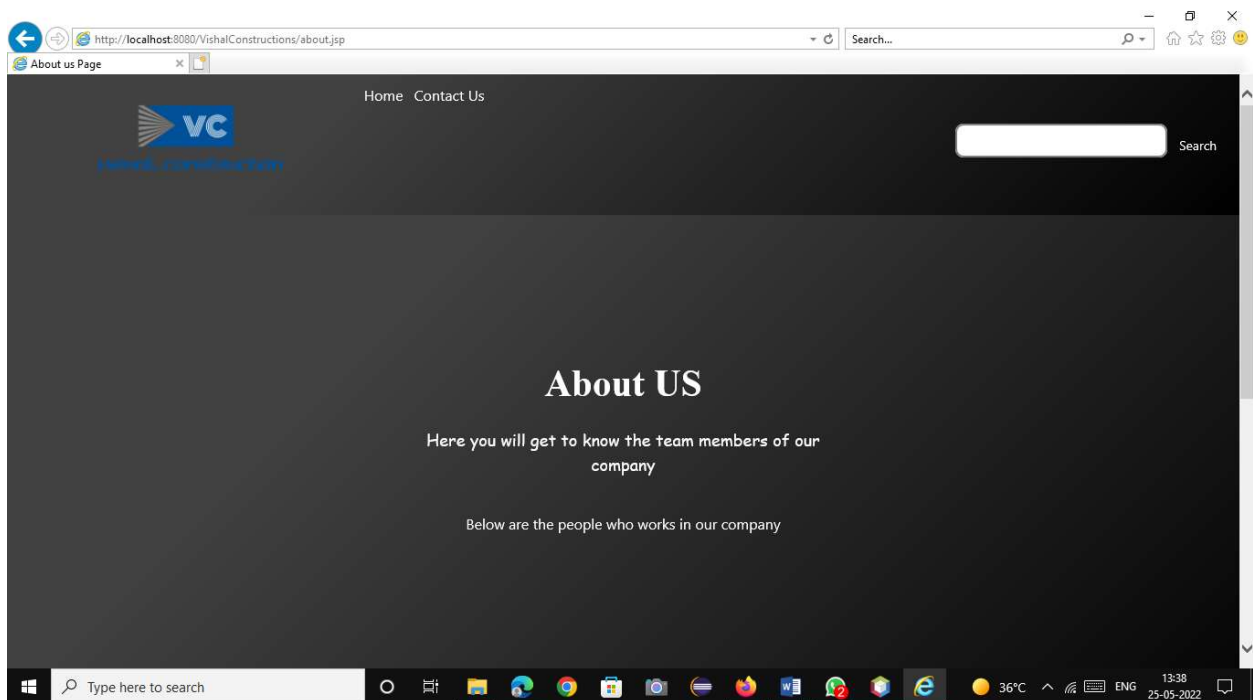 http://localhost:8080/VishalConstructions/about.jsp
Search...
About us Page
Home Contact Us
VC
Search
About US
Here you will get to know the team members of our
company
Below are the people who works in our company
Type here to search
36°C
ENG
13:38
25-05-2022